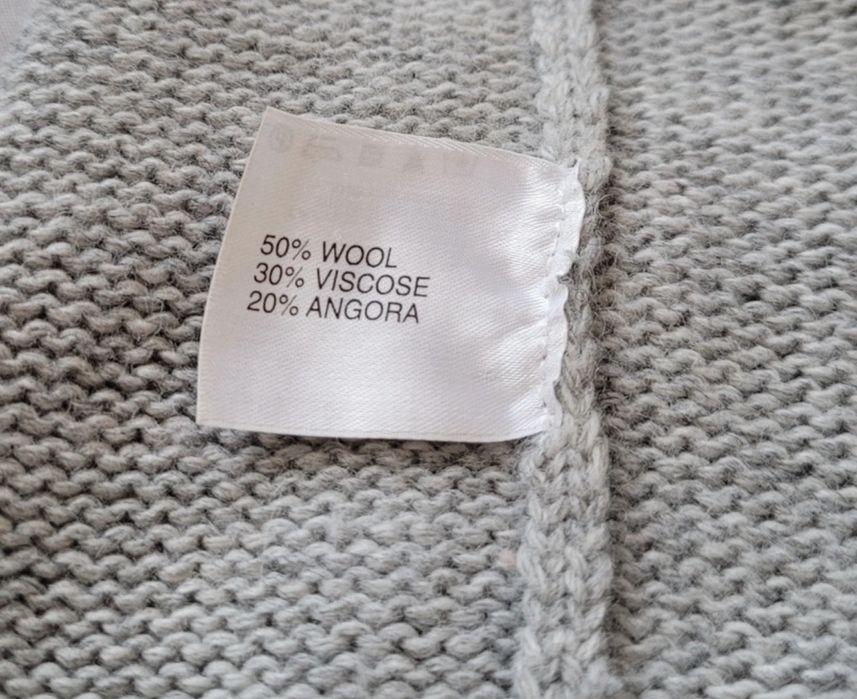 50% WOOL
30% VISCOSE
20% ANGORA